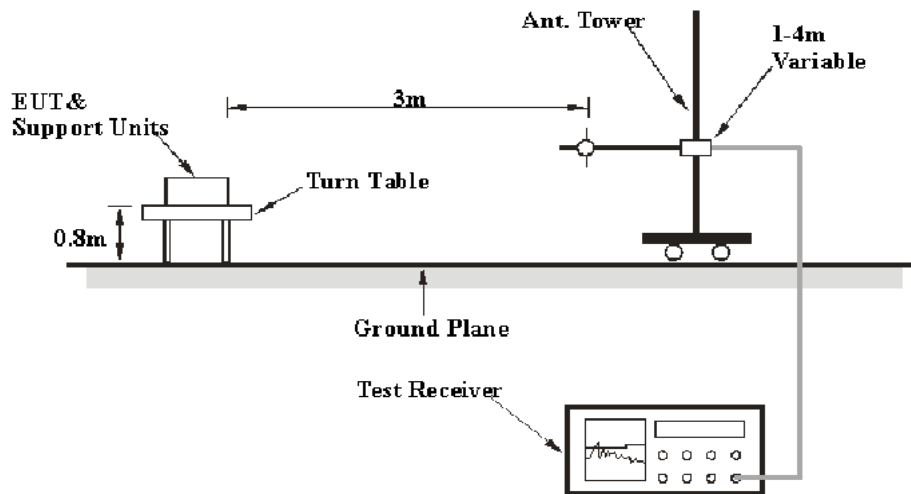 Ant. Tower
1-4m
Variable
3m
EUT &
Support Units
Turn Table
0.8m
Ground Plane
Test Receiver